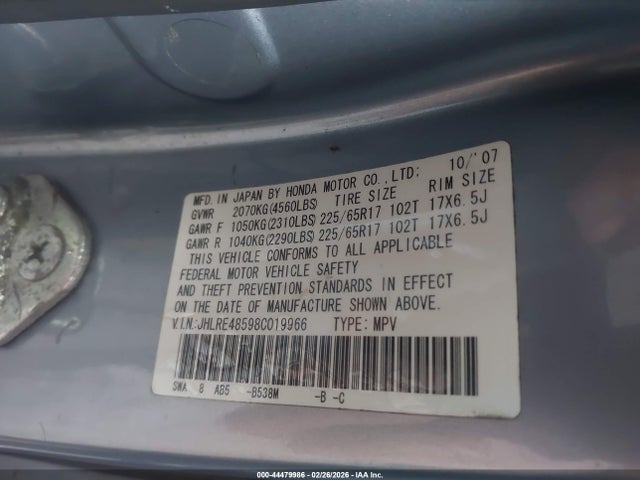 MFD. IN JAPAN BY HONDA MOTOR CO.,LTD; 10/'07
GVWR 2070KG(4560LBS) TIRE SIZE RIM SIZE
GAWR F 1050KG(2310LBS) 225/65R17 102T 17X6.5J
GAWR R 1040KG(2290LBS) 225/65R17 102T 17X6.5J
THIS VEHICLE CONFORMS TO ALL APPLICABLE
FEDERAL MOTOR VEHICLE SAFETY
AND THEFT PREVENTION STANDARDS IN EFFECT
ON THE DATE OF MANUFACTURE SHOWN ABOVE.
V.I.N:JHLRE48598C019966 TYPE: MPV
SWA 8 AB5 -B538M -B -C
000-44479986 - 02/26/2026 - IAA Inc.